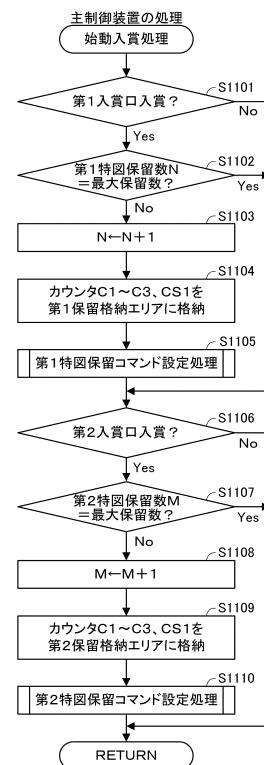 主制御装置の処理
始動入賞処理
S1101
第1入賞口入賞？
No
Yes
S1102
第1特図保留数N
＝最大保留数？
Yes
No
S1103
N←N＋1
S1104
カウンタC1～C3、CS1を
第1保留格納エリアに格納
S1105
第1特図保留コマンド設定処理
S1106
第2入賞口入賞？
No
Yes
S1107
第2特図保留数M
＝最大保留数？
Yes
No
S1108
M←M＋1
S1109
カウンタC1～C3、CS1を
第2保留格納エリアに格納
S1110
第2特図保留コマンド設定処理
RETURN